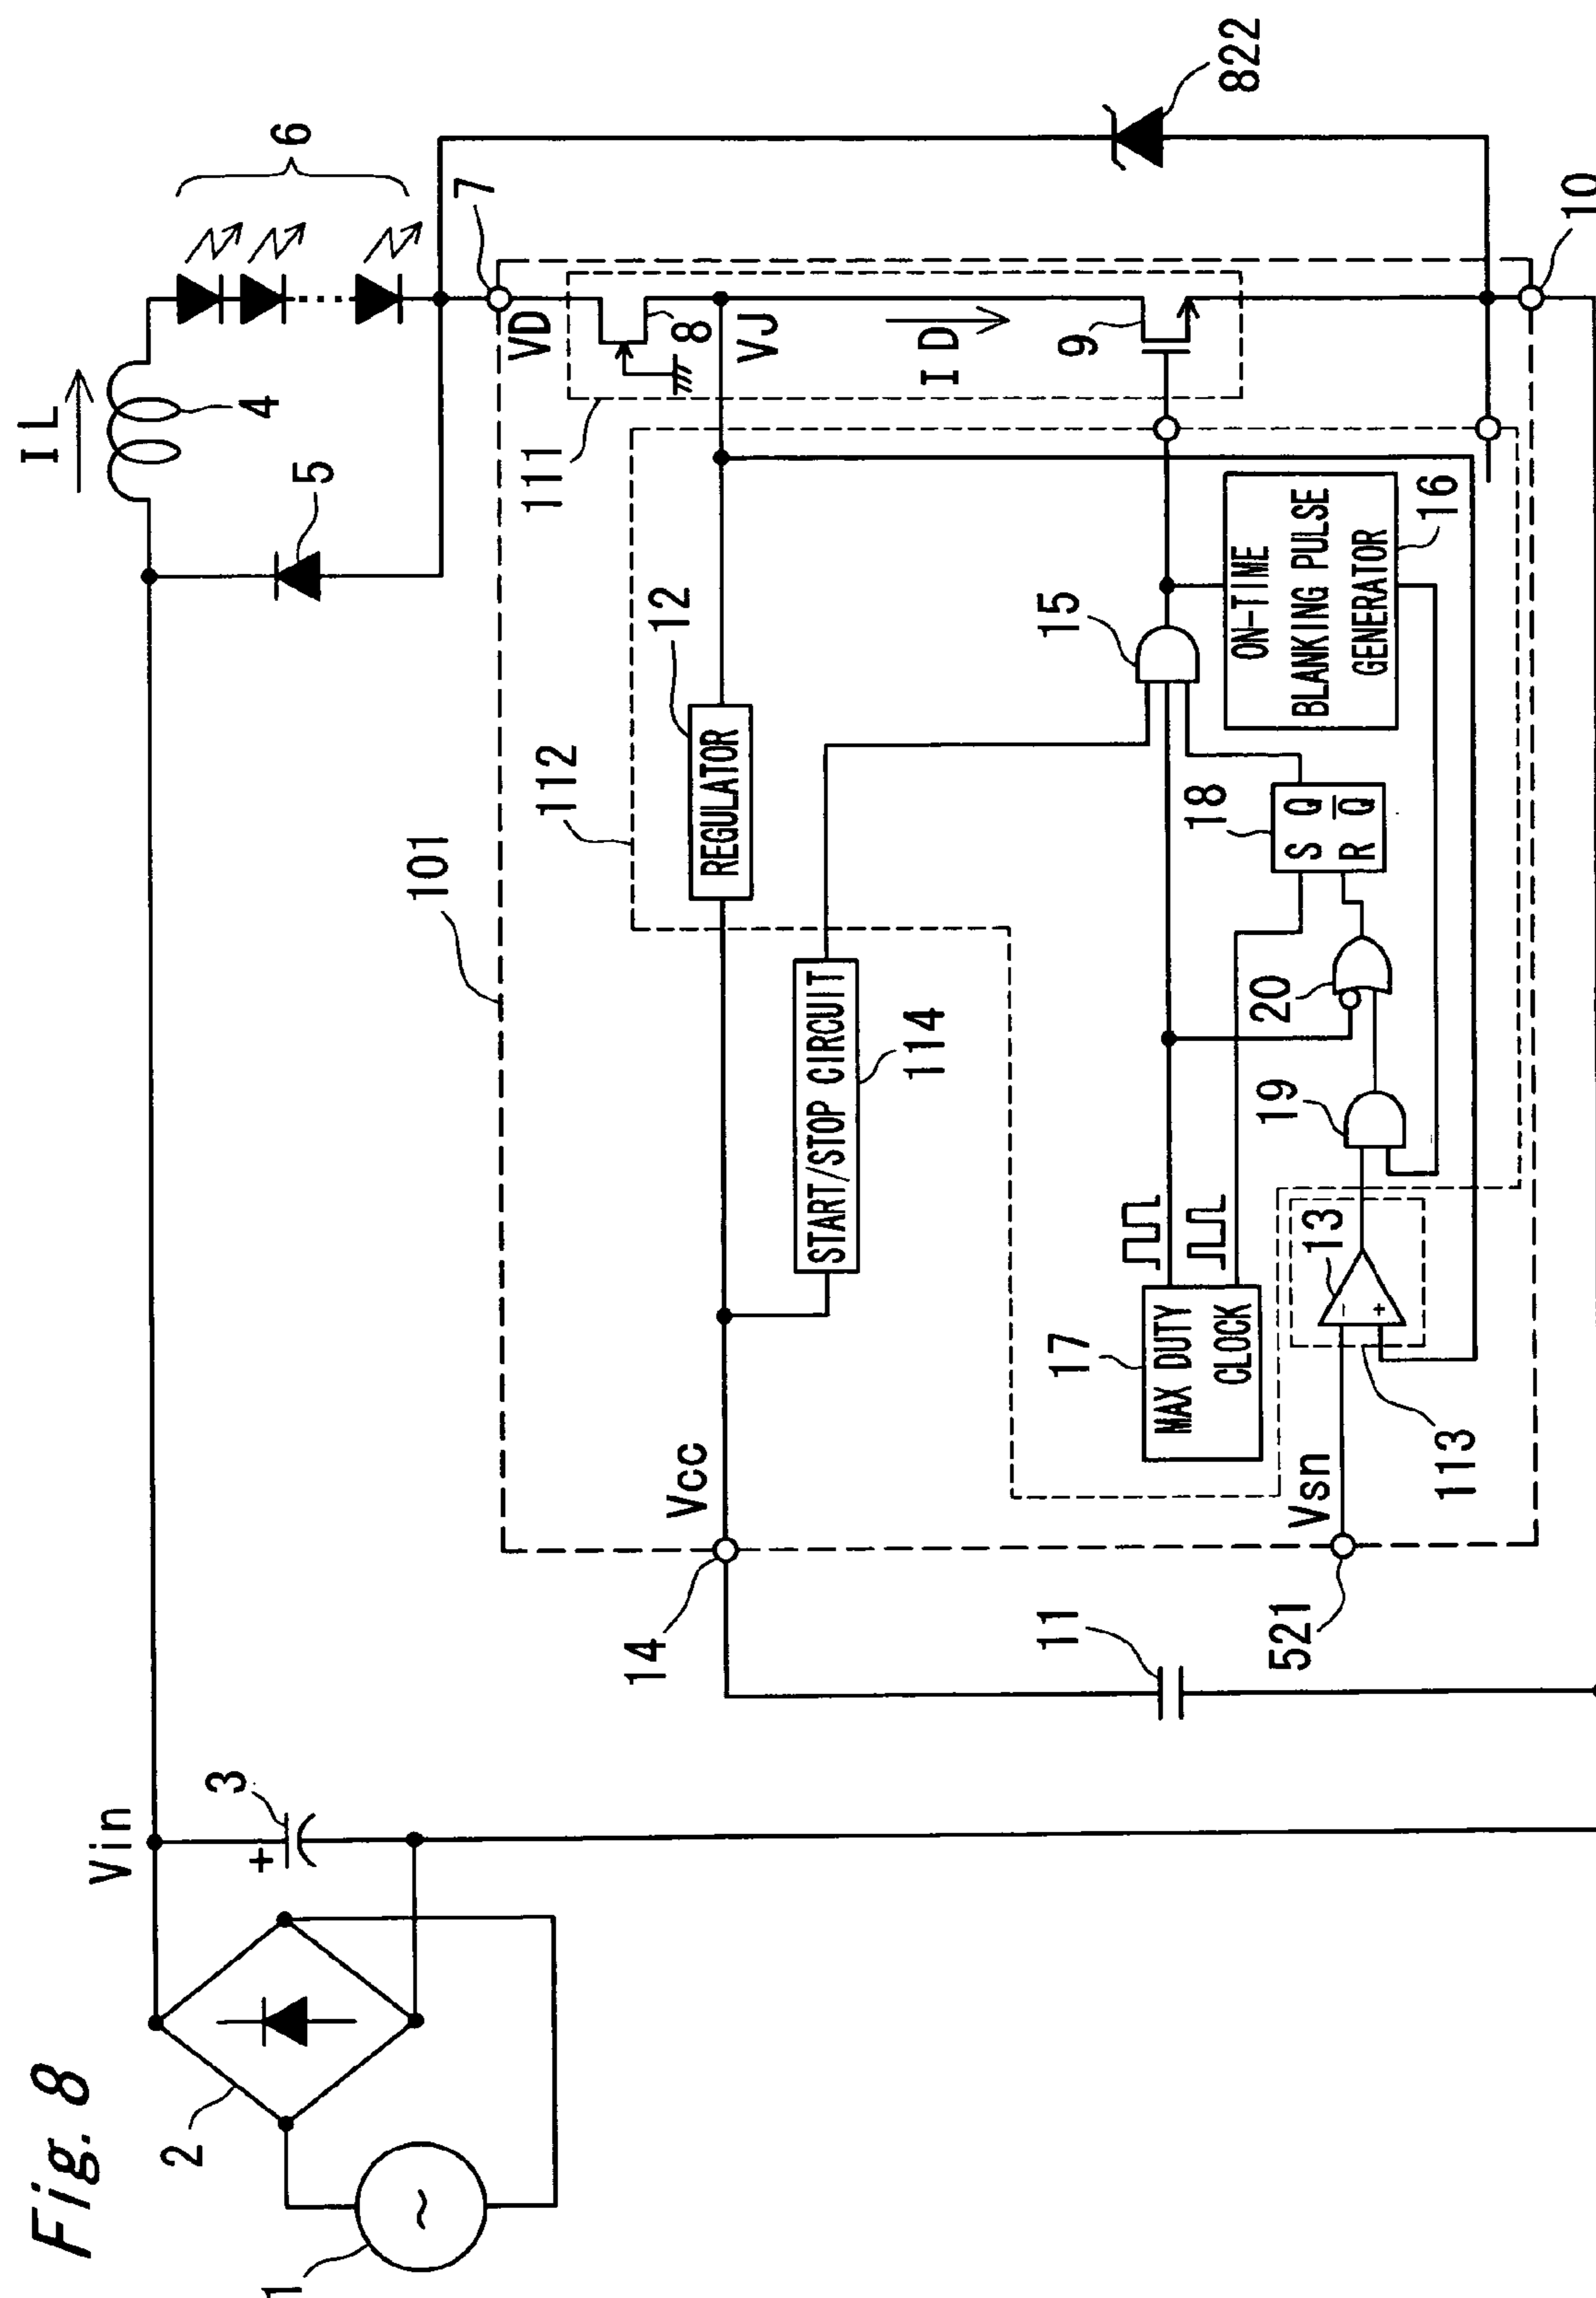 Fig. 8
1
2
Vin
3
+
~
IL
4
5
6
7
VD
8
VJ
ID
9
10
822
101
111
112
12
REGULATOR
START/STOP CIRCUIT
114
Vcc
14
11
15
ON-TIME
BLANKING PULSE
GENERATOR
16
17
MAX DUTY
CLOCK
18
S Q
R Q̅
20
19
13
-
+
113
Vsn
521